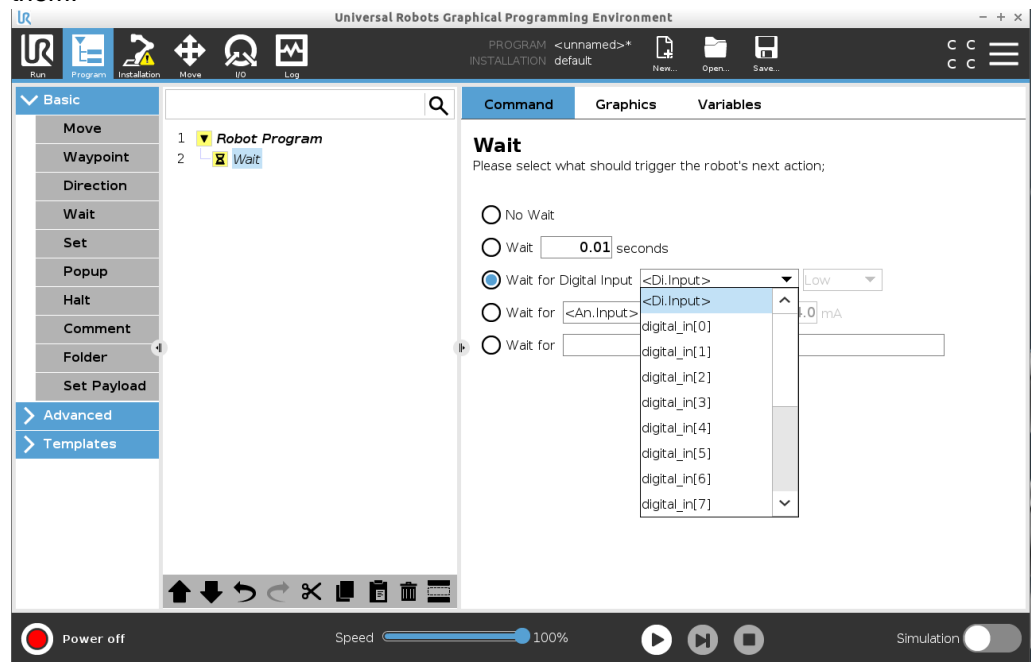 Universal Robots Graphical Programming Environment
PROGRAM <unnamed>*
INSTALLATION default
Run
Program
Installation
Move
I/O
Log
New...
Open...
Save...
C C
C C
Basic
Move
Waypoint
Direction
Wait
Set
Popup
Halt
Comment
Folder
Set Payload
Advanced
Templates
1 Robot Program
2 Wait
Command Graphics Variables
Wait
Please select what should trigger the robot's next action;
No Wait
Wait 0.01 seconds
Wait for Digital Input <Di.Input> Low
Wait for <An.Input> .0 mA
Wait for
<Di.Input>
digital_in[0]
digital_in[1]
digital_in[2]
digital_in[3]
digital_in[4]
digital_in[5]
digital_in[6]
digital_in[7]
Power off
Speed 100%
Simulation